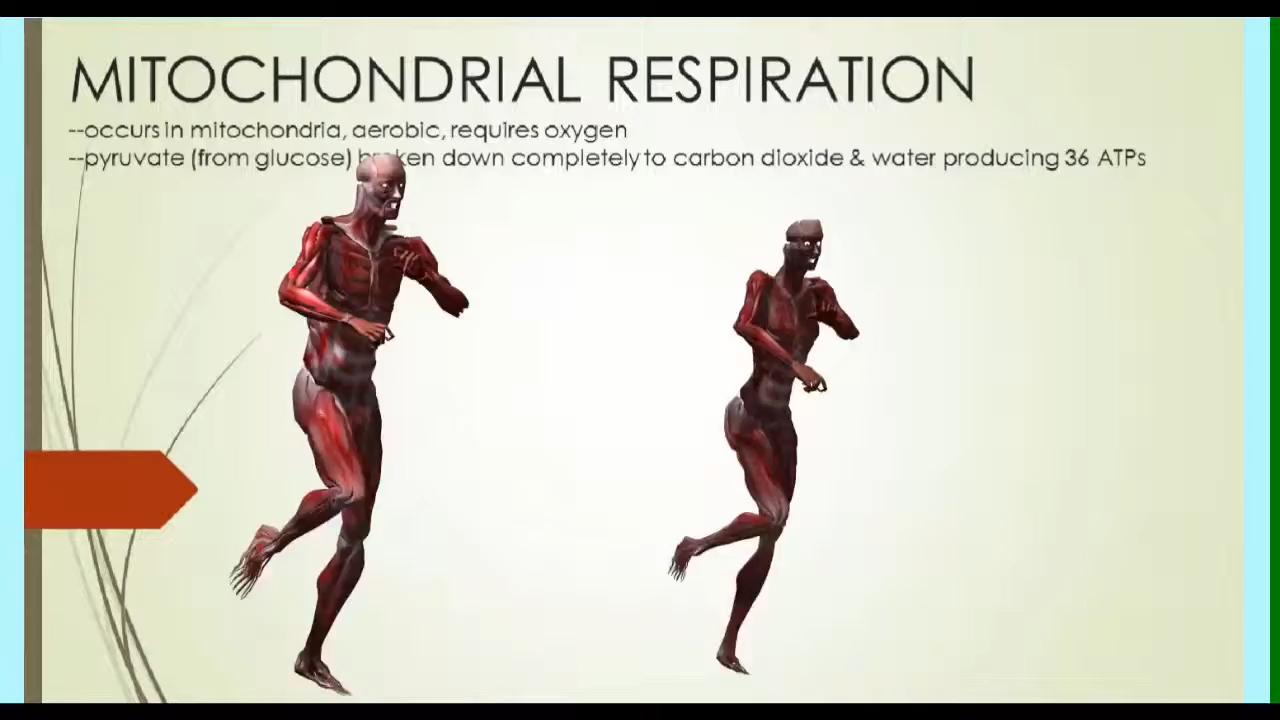 MITOCHONDRIAL RESPIRATION
--occurs in mitochondria, aerobic, requires oxygen
--pyruvate (from glucose) broken down completely to carbon dioxide & water producing 36 ATPs